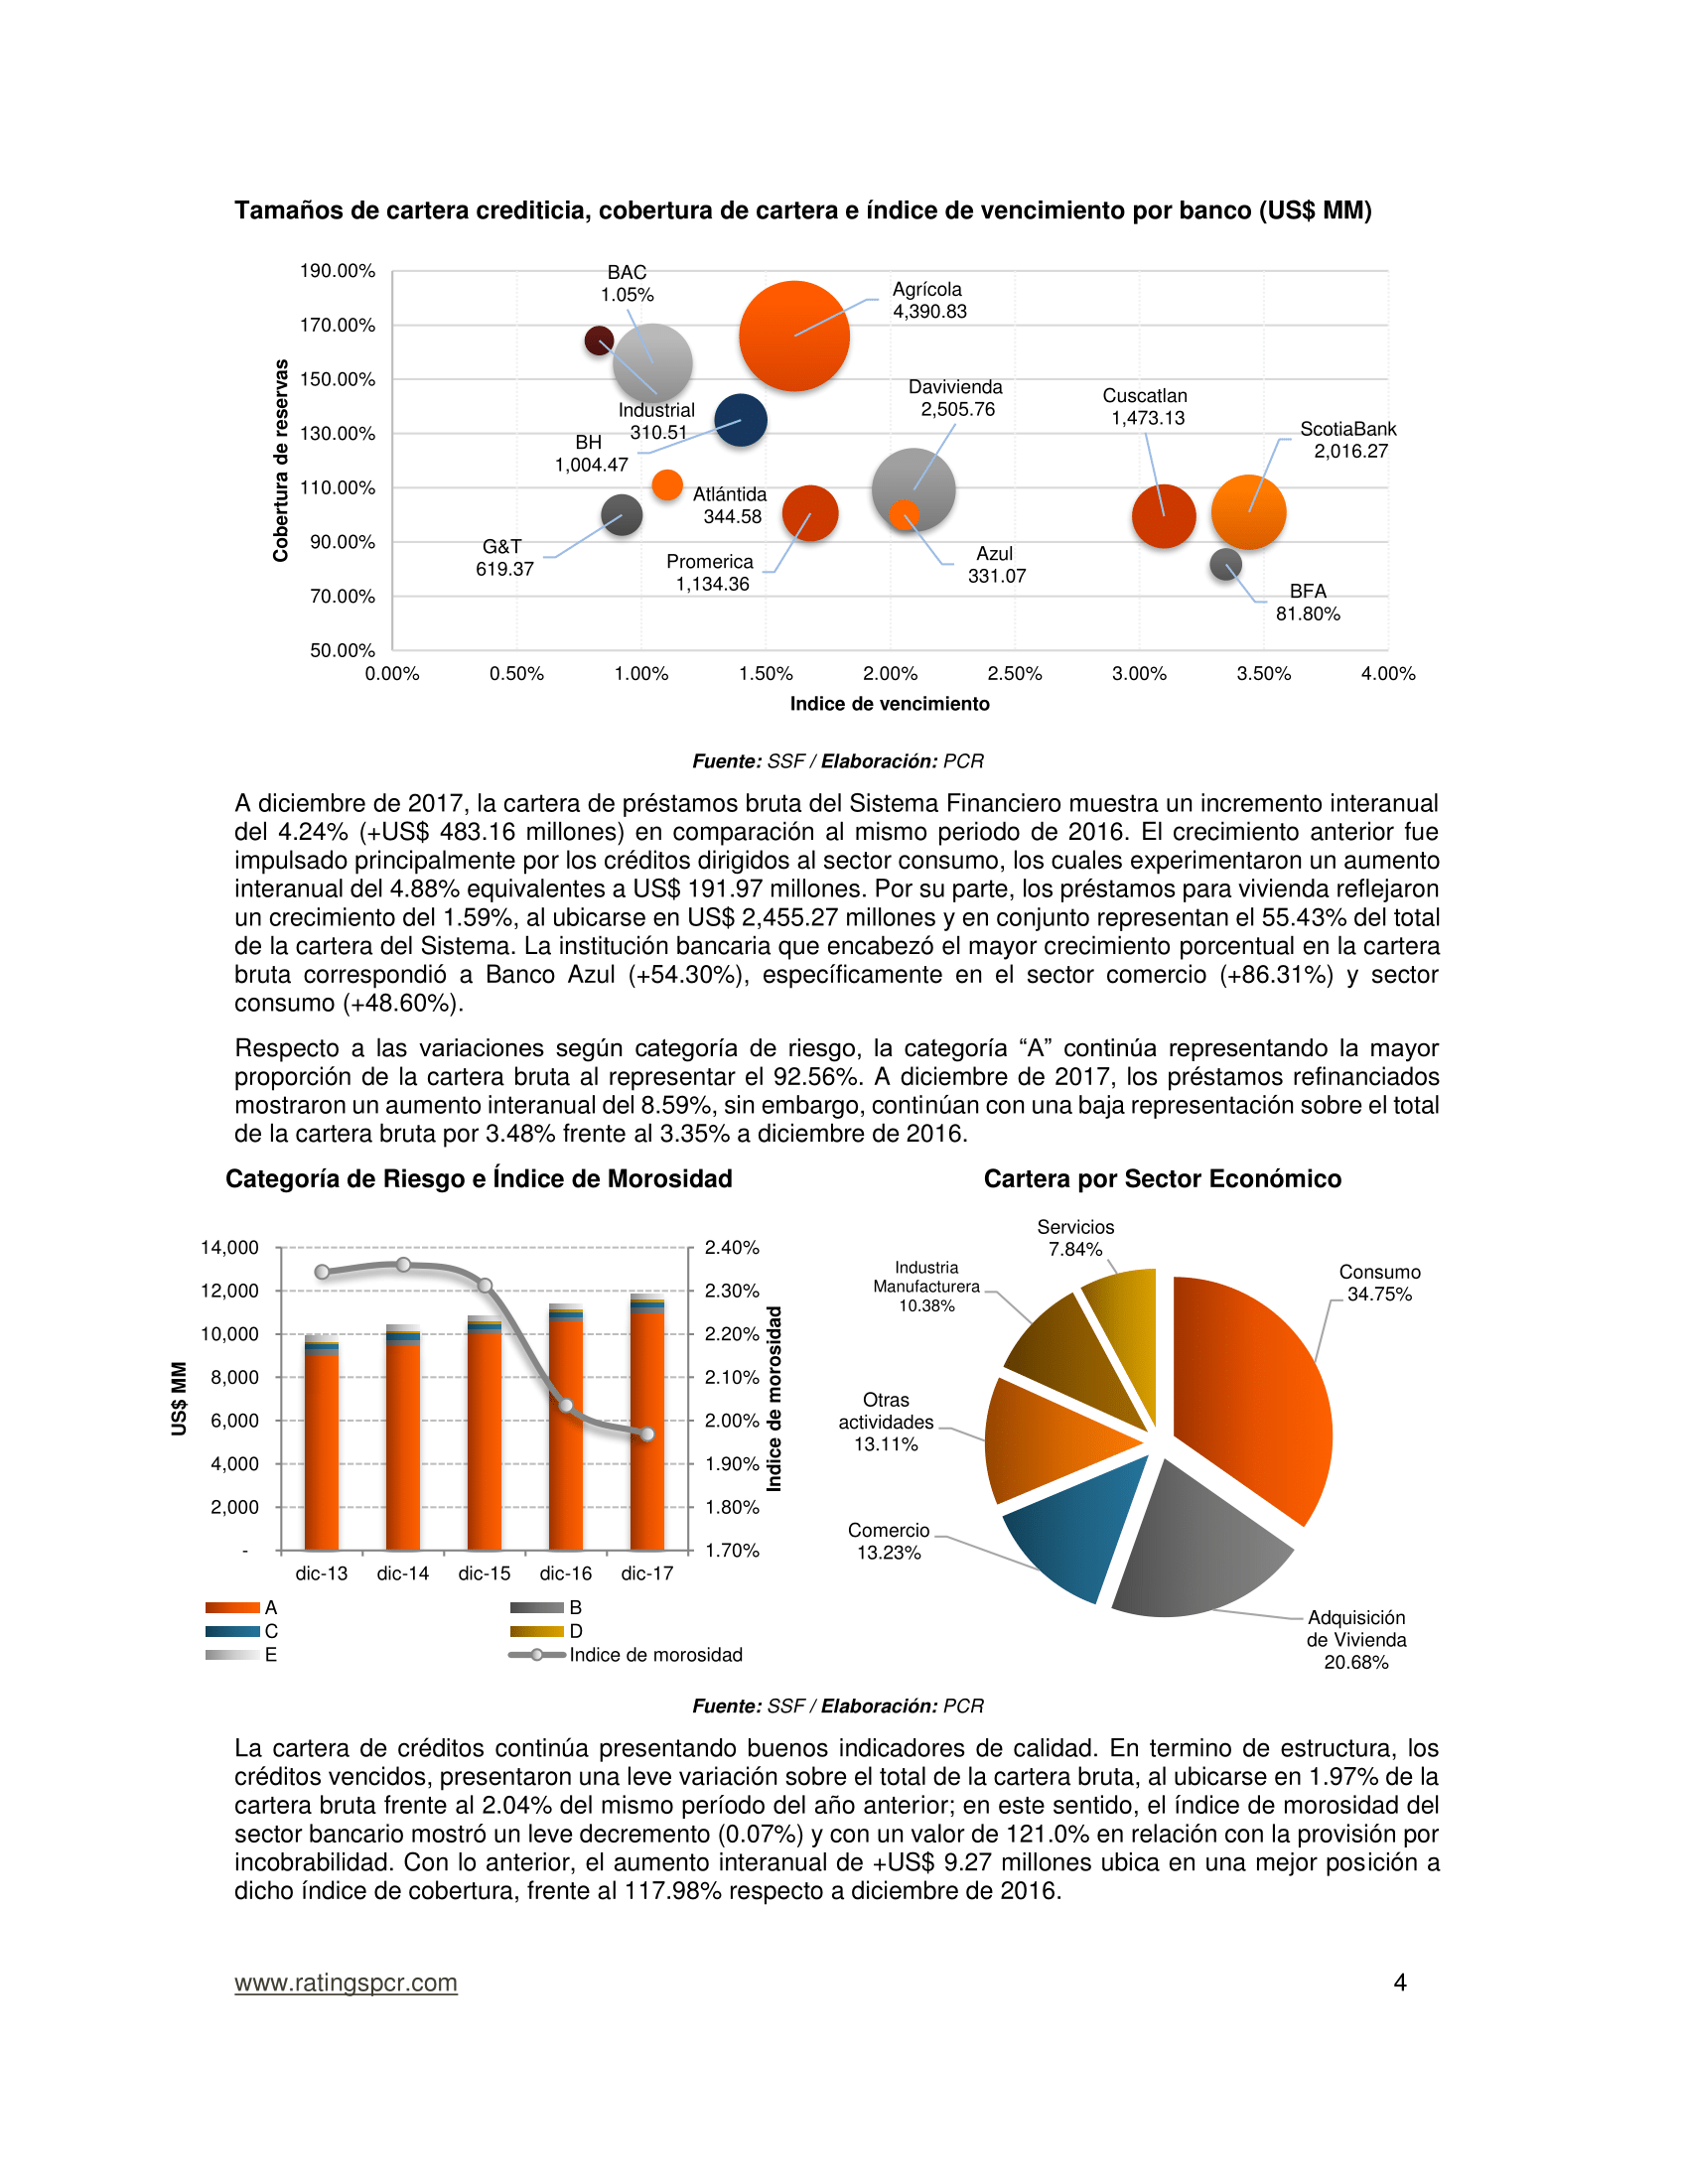 Tamaños de cartera crediticia, cobertura de cartera e índice de vencimiento por banco (US$ MM)
190.00%
170.00%
150.00%
130.00%
110.00%
90.00%
70.00%
50.00%
Cobertura de reservas
BAC
1.05%
Agrícola
4,390.83
Industrial
310.51
BH
1,004.47
Davivienda
2,505.76
Cuscatlan
1,473.13
ScotiaBank
2,016.27
Atlántida
344.58
G&T
619.37
Promerica
1,134.36
Azul
331.07
BFA
81.80%
0.00%
0.50%
1.00%
1.50%
2.00%
2.50%
3.00%
3.50%
4.00%
Indice de vencimiento
Fuente: SSF / Elaboración: PCR
A diciembre de 2017, la cartera de préstamos bruta del Sistema Financiero muestra un incremento interanual
del 4.24% (+US$ 483.16 millones) en comparación al mismo periodo de 2016. El crecimiento anterior fue
impulsado principalmente por los créditos dirigidos al sector consumo, los cuales experimentaron un aumento
interanual del 4.88% equivalentes a US$ 191.97 millones. Por su parte, los préstamos para vivienda reflejaron
un crecimiento del 1.59%, al ubicarse en US$ 2,455.27 millones y en conjunto representan el 55.43% del total
de la cartera del Sistema. La institución bancaria que encabezó el mayor crecimiento porcentual en la cartera
bruta correspondió a Banco Azul (+54.30%), específicamente en el sector comercio (+86.31%) y sector
consumo (+48.60%).
Respecto a las variaciones según categoría de riesgo, la categoría “A” continúa representando la mayor
proporción de la cartera bruta al representar el 92.56%. A diciembre de 2017, los préstamos refinanciados
mostraron un aumento interanual del 8.59%, sin embargo, continúan con una baja representación sobre el total
de la cartera bruta por 3.48% frente al 3.35% a diciembre de 2016.
Categoría de Riesgo e Índice de Morosidad
14,000
12,000
10,000
8,000
6,000
4,000
2,000
-
US$ MM
2.40%
2.30%
2.20%
2.10%
2.00%
1.90%
1.80%
1.70%
Indice de morosidad
dic-13
dic-14
dic-15
dic-16
dic-17
A
B
C
D
E
Indice de morosidad
Cartera por Sector Económico
Servicios
7.84%
Industria
Manufacturera
10.38%
Consumo
34.75%
Otras
actividades
13.11%
Comercio
13.23%
Adquisición
de Vivienda
20.68%
Fuente: SSF / Elaboración: PCR
La cartera de créditos continúa presentando buenos indicadores de calidad. En termino de estructura, los
créditos vencidos, presentaron una leve variación sobre el total de la cartera bruta, al ubicarse en 1.97% de la
cartera bruta frente al 2.04% del mismo período del año anterior; en este sentido, el índice de morosidad del
sector bancario mostró un leve decremento (0.07%) y con un valor de 121.0% en relación con la provisión por
incobrabilidad. Con lo anterior, el aumento interanual de +US$ 9.27 millones ubica en una mejor posición a
dicho índice de cobertura, frente al 117.98% respecto a diciembre de 2016.
www.ratingspcr.com
4